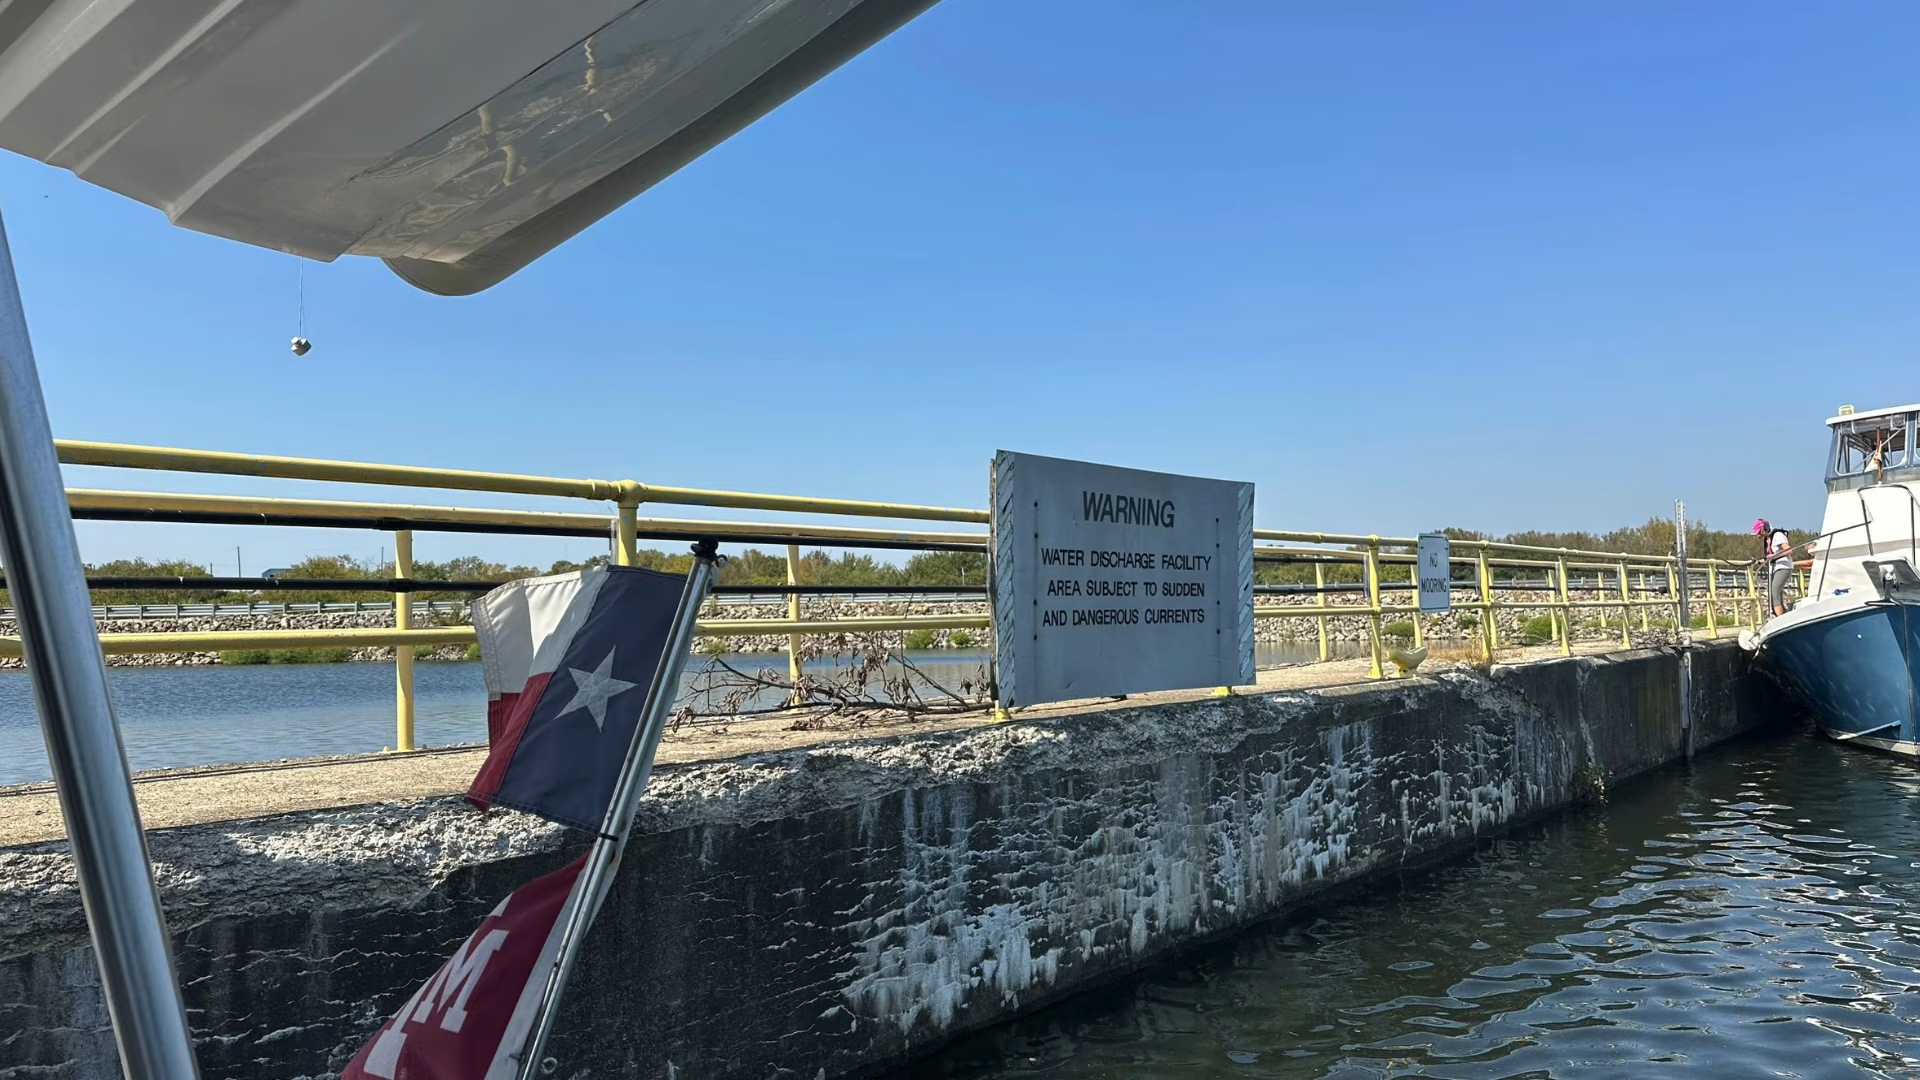 WARNING
WATER DISCHARGE FACILITY
AREA SUBJECT TO SUDDEN
AND DANGEROUS CURRENTS
NO
MOORING
M